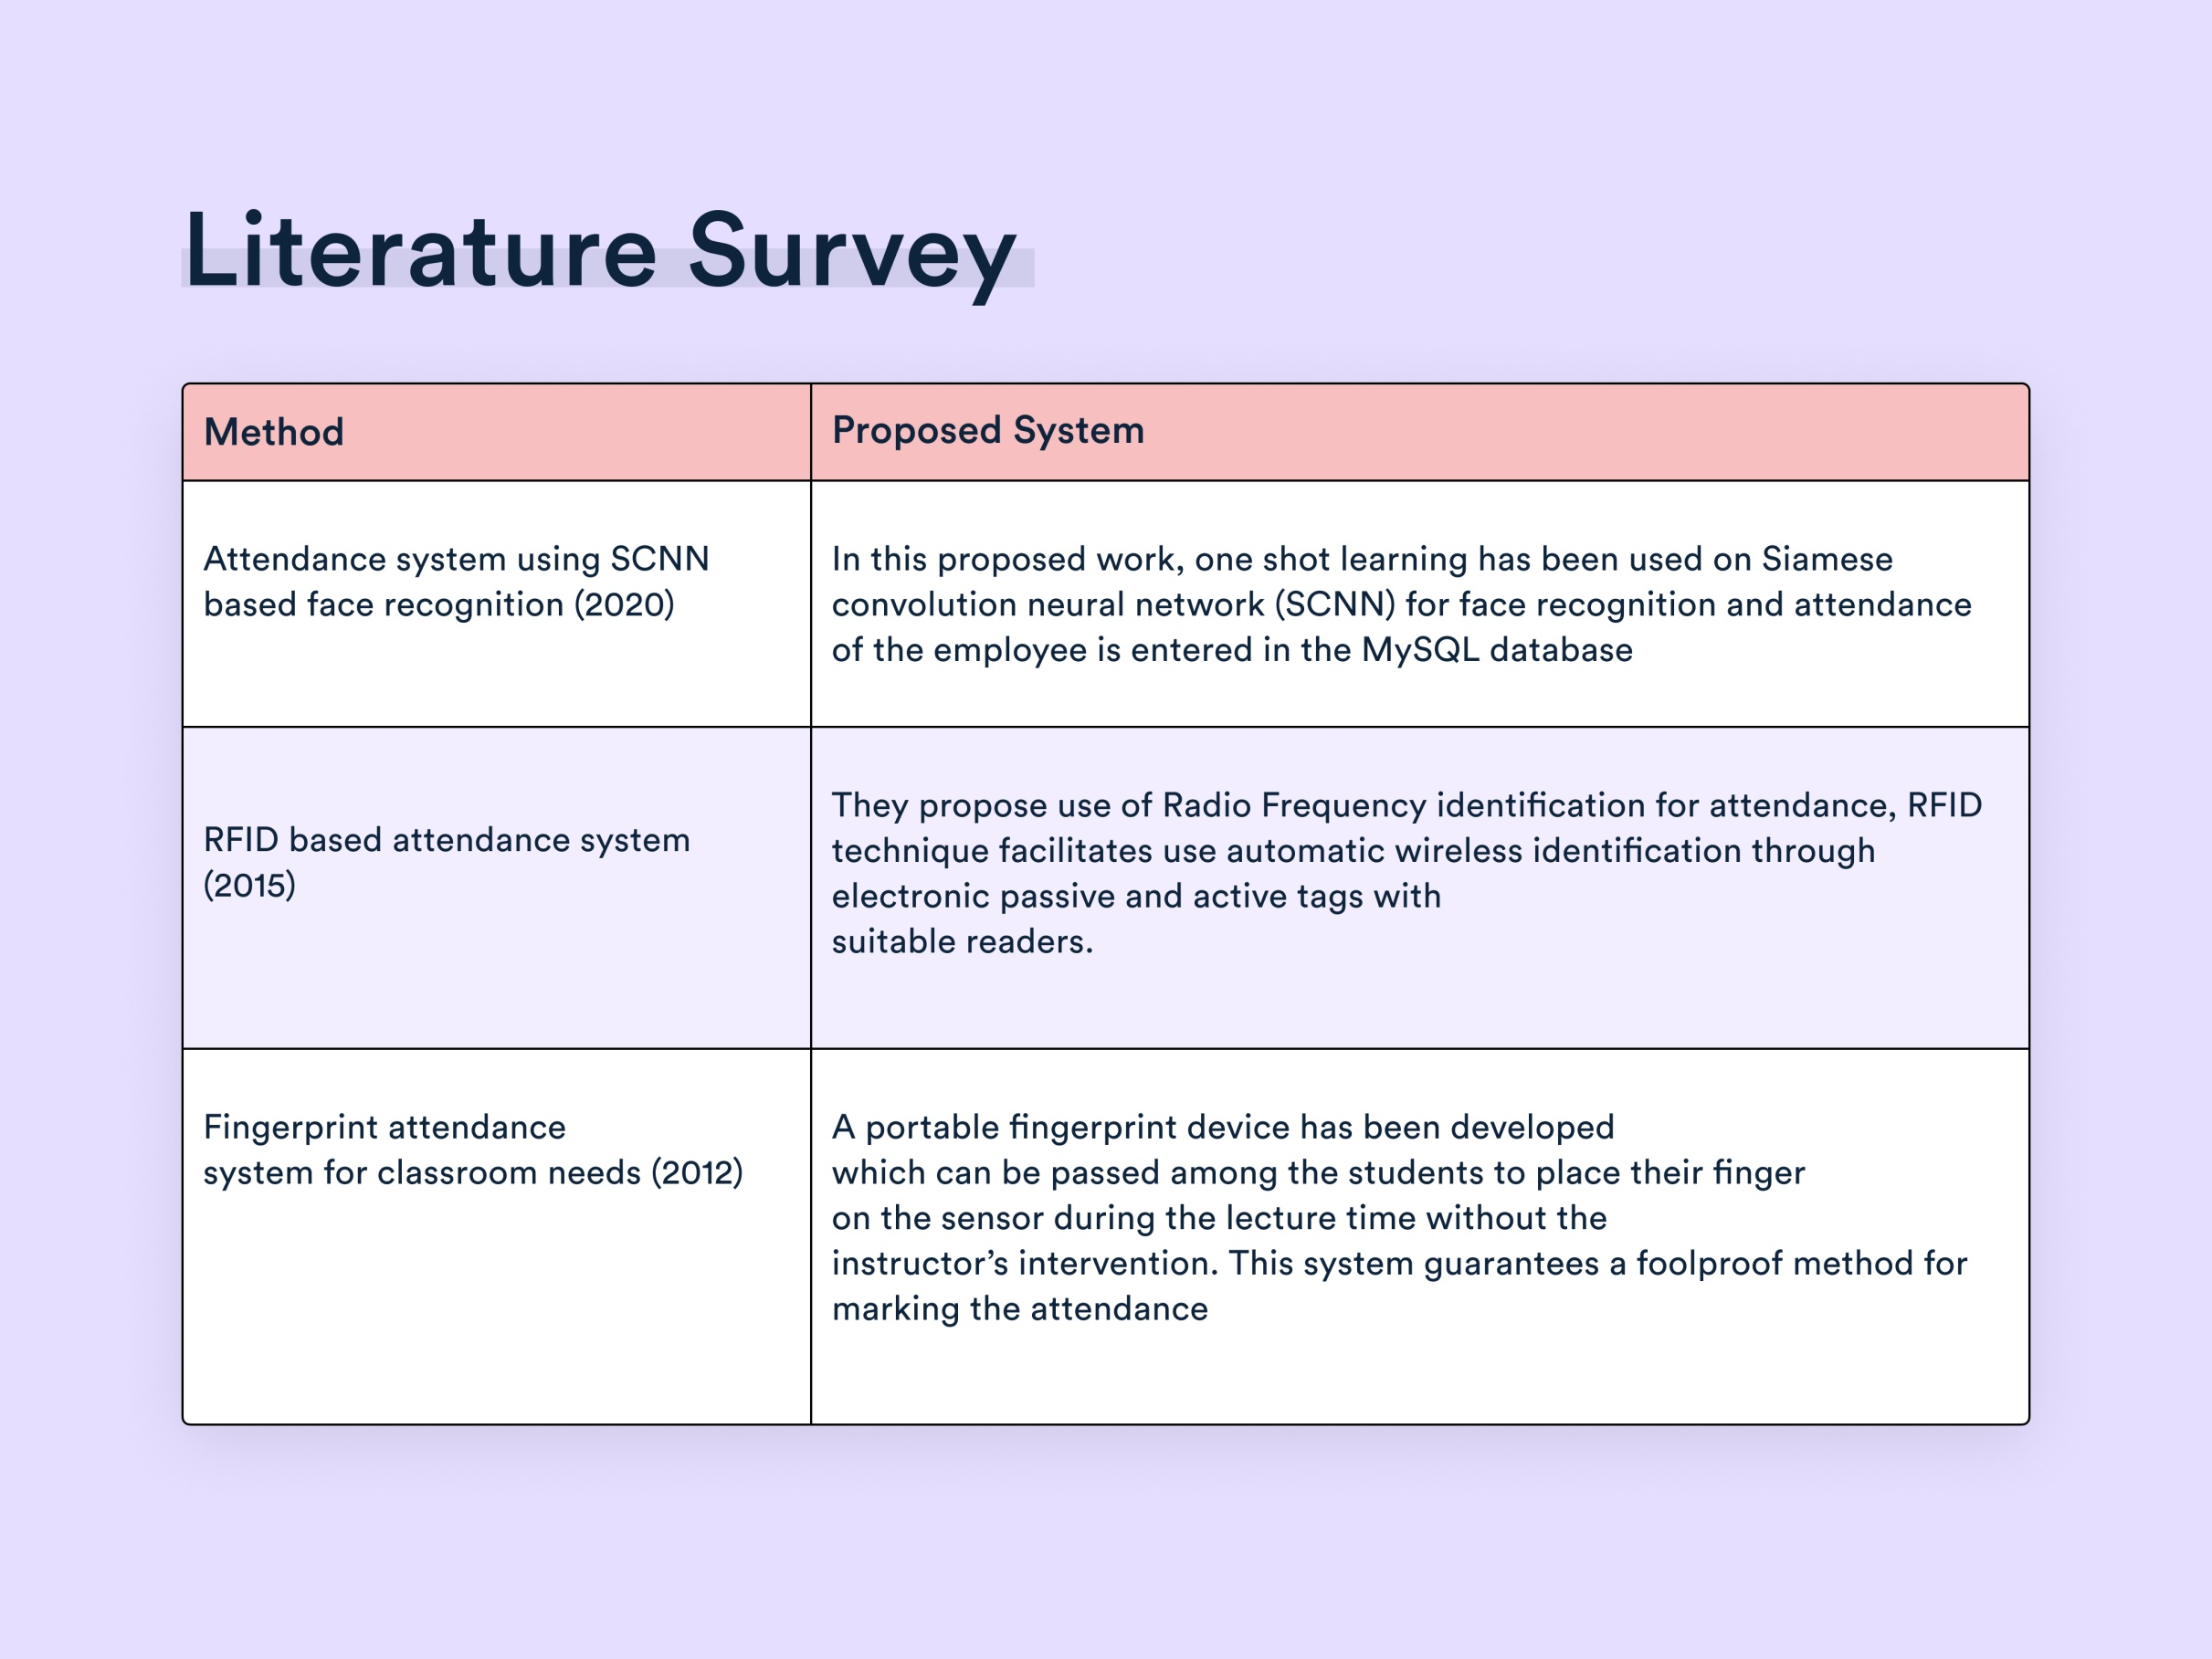 Literature Survey
Method
Proposed System
Attendance system using SCNN
based face recognition (2020)
In this proposed work, one shot learning has been used on Siamese
convolution neural network (SCNN) for face recognition and attendance
of the employee is entered in the MySQL database
RFID based attendance system
(2015)
They propose use of Radio Frequency identification for attendance, RFID
technique facilitates use automatic wireless identification through
electronic passive and active tags with
suitable readers.
Fingerprint attendance
system for classroom needs (2012)
A portable fingerprint device has been developed
which can be passed among the students to place their finger
on the sensor during the lecture time without the
instructor’s intervention. This system guarantees a foolproof method for
marking the attendance